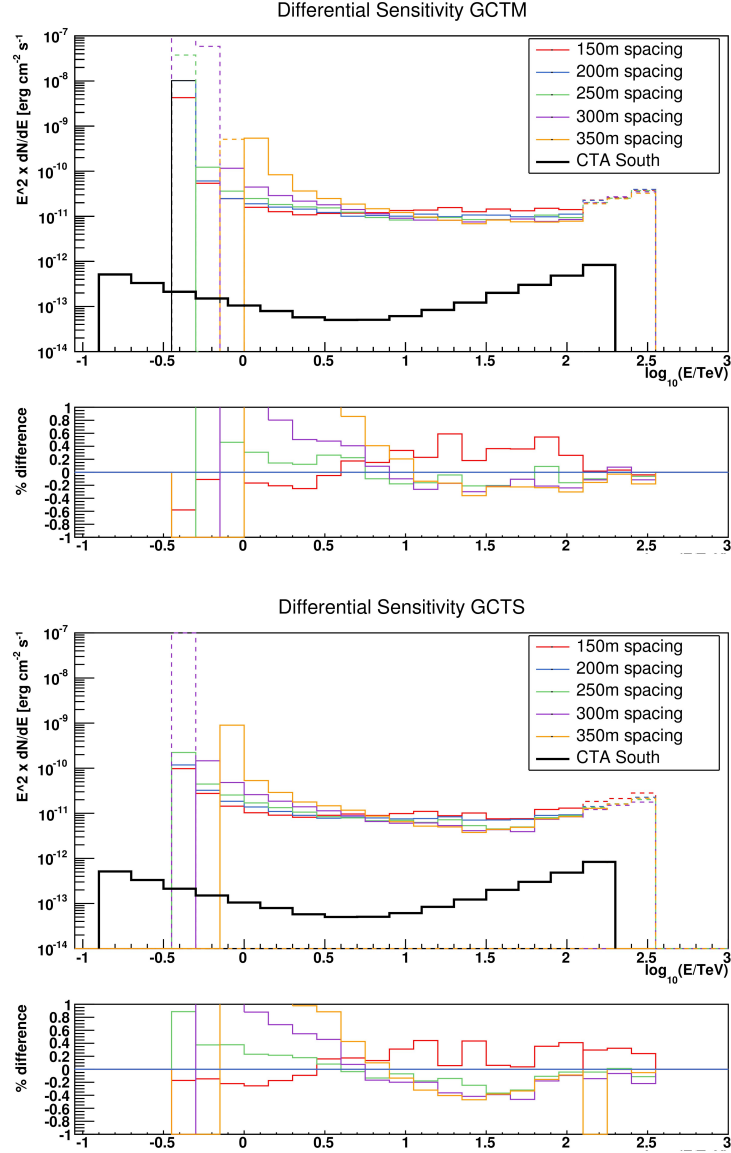 Differential Sensitivity GCTM
E^2 x dN/dE [erg cm⁻² s⁻¹]
10⁻⁷
10⁻⁸
10⁻⁹
10⁻¹⁰
10⁻¹¹
10⁻¹²
10⁻¹³
10⁻¹⁴
150m spacing
200m spacing
250m spacing
300m spacing
350m spacing
CTA South
-1 -0.5 0 0.5 1 1.5 2 2.5 3
log₁₀(E/TeV)
% difference
1
0.8
0.6
0.4
0.2
0
-0.2
-0.4
-0.6
-0.8
-1
-1 -0.5 0 0.5 1 1.5 2 2.5 3
Differential Sensitivity GCTS
E^2 x dN/dE [erg cm⁻² s⁻¹]
10⁻⁷
10⁻⁸
10⁻⁹
10⁻¹⁰
10⁻¹¹
10⁻¹²
10⁻¹³
10⁻¹⁴
150m spacing
200m spacing
250m spacing
300m spacing
350m spacing
CTA South
-1 -0.5 0 0.5 1 1.5 2 2.5 3
log₁₀(E/TeV)
% difference
1
0.8
0.6
0.4
0.2
0
-0.2
-0.4
-0.6
-0.8
-1
-1 -0.5 0 0.5 1 1.5 2 2.5 3